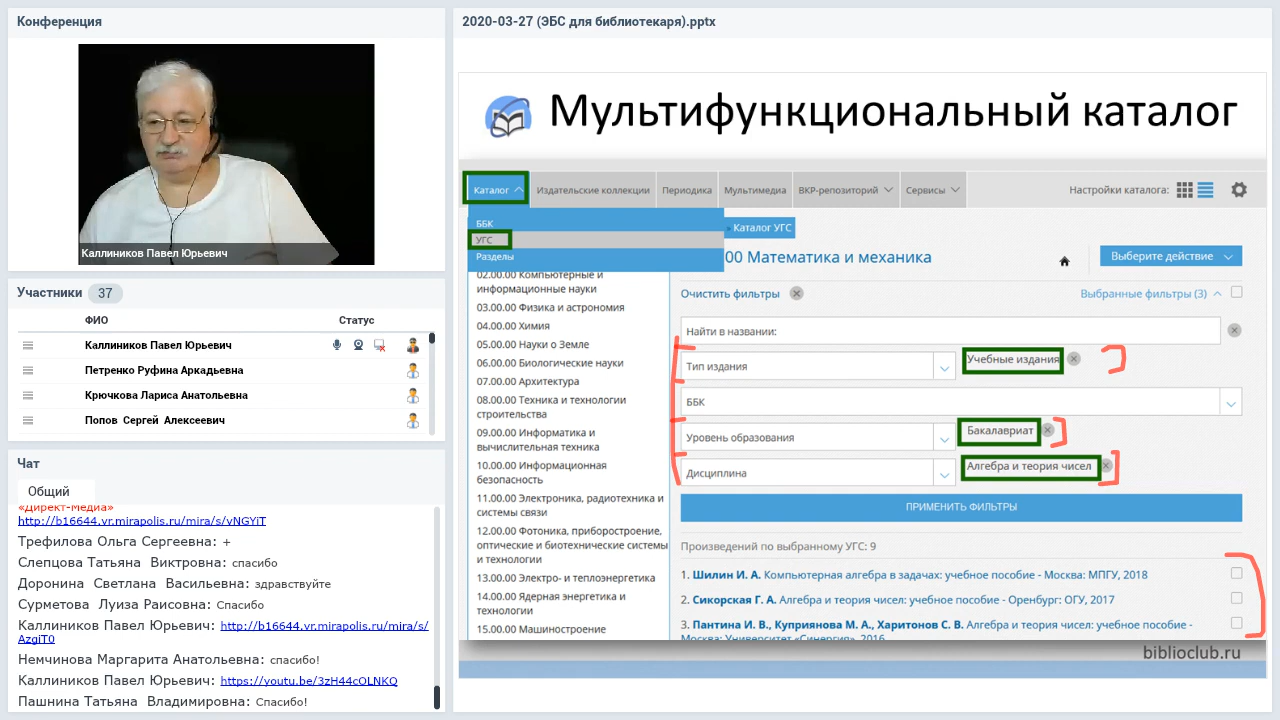 Конференция
Каллиников Павел Юрьевич
Участники 37
ФИО Статус
Каллиников Павел Юрьевич
Петренко Руфина Аркадьевна
Крючкова Лариса Анатольевна
Попов Сергей Алексеевич
Чат
Общий
«Директ-Медиа»
http://b16644.vr.mirapolis.ru/mira/s/vNGYiT
Трефилова Ольга Сергеевна: +
Слепцова Татьяна Виктровна: спасибо
Доронина Светлана Васильевна: здравствуйте
Сурметова Луиза Раисовна: Спасибо
Каллиников Павел Юрьевич: http://b16644.vr.mirapolis.ru/mira/s/
AzgiT0
Немчинова Маргарита Анатольевна: спасибо!
Каллиников Павел Юрьевич: https://youtu.be/3zH44cOLNKQ
Пашнина Татьяна Владимировна: Спасибо!
2020-03-27 (ЭБС для библиотекаря).pptx
Мультифункциональный каталог
Каталог Издательские коллекции Периодика Мультимедиа ВКР-репозиторий Сервисы Настройки каталога:
ББК
УГС
Разделы
02.00.00 Компьютерные и
информационные науки
03.00.00 Физика и астрономия
04.00.00 Химия
05.00.00 Науки о Земле
06.00.00 Биологические науки
07.00.00 Архитектура
08.00.00 Техника и технологии
строительства
09.00.00 Информатика и
вычислительная техника
10.00.00 Информационная
безопасность
11.00.00 Электроника, радиотехника и
системы связи
12.00.00 Фотоника, приборостроение,
оптические и биотехнические системы
и технологии
13.00.00 Электро- и теплоэнергетика
14.00.00 Ядерная энергетика и
технологии
15.00.00 Машиностроение
» Каталог УГС
00 Математика и механика
Выберите действие
Очистить фильтры
Выбранные фильтры (3)
Найти в названии:
Тип издания Учебные издания
ББК
Уровень образования Бакалавриат
Дисциплина Алгебра и теория чисел
ПРИМЕНИТЬ ФИЛЬТРЫ
Произведений по выбранному УГС: 9
1. Шилин И. А. Компьютерная алгебра в задачах: учебное пособие - Москва: МПГУ, 2018
2. Сикорская Г. А. Алгебра и теория чисел: учебное пособие - Оренбург: ОГУ, 2017
3. Пантина И. В., Куприянова М. А., Харитонов С. В. Алгебра и теория чисел: учебное пособие -
Москва: Университет «Синергия», 2016
biblioclub.ru